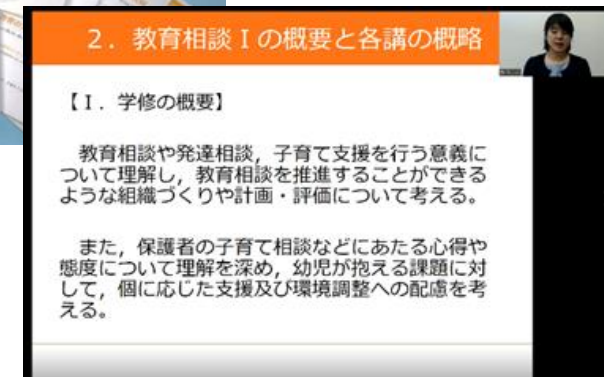 2．教育相談Ⅰの概要と各講の概略
【Ⅰ．学修の概要】
教育相談や発達相談，子育て支援を行う意義に
ついて理解し，教育相談を推進することができる
ような組織づくりや計画・評価について考える。
また，保護者の子育て相談などにあたる心得や
態度について理解を深め，幼児が抱える課題に対
して，個に応じた支援及び環境調整への配慮を考
える。